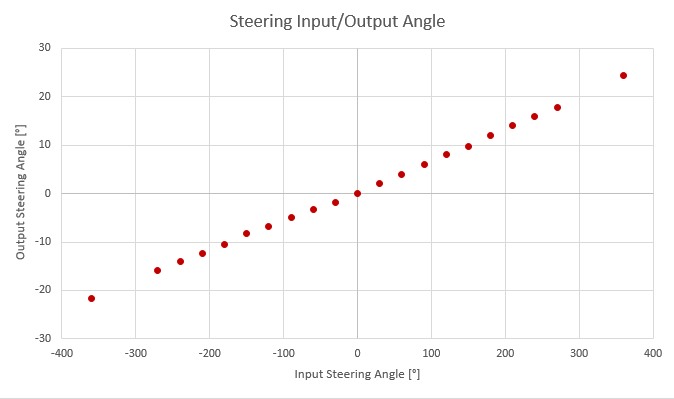 Steering Input/Output Angle
30
20
10
0
-10
-20
-30
Output Steering Angle [°]
-400 -300 -200 -100 0 100 200 300 400
Input Steering Angle [°]